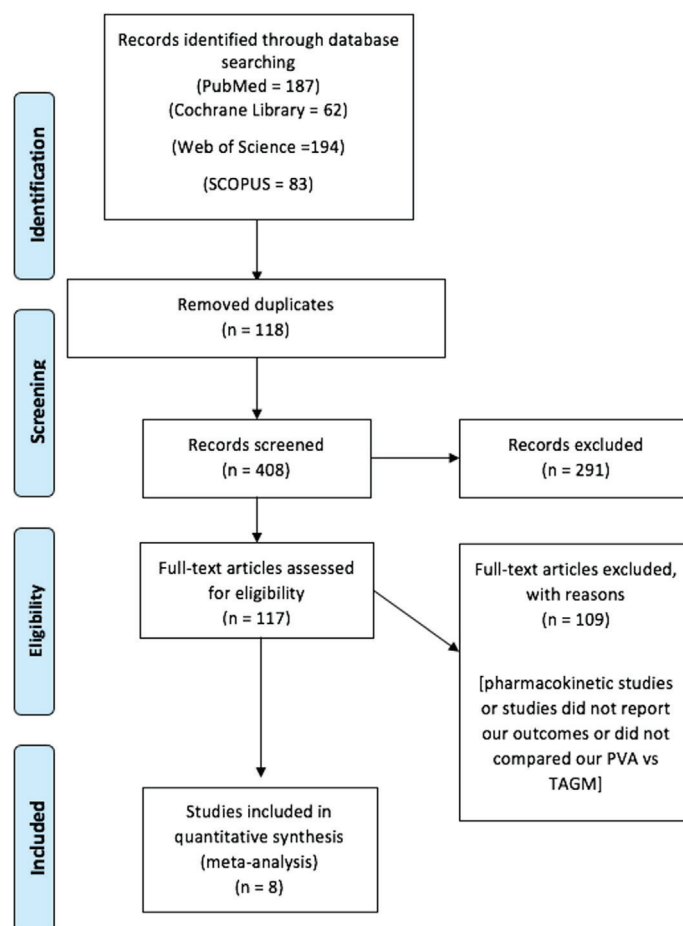 Identification
Records identified through database
searching
(PubMed = 187)
(Cochrane Library = 62)
(Web of Science =194)
(SCOPUS = 83)
Removed duplicates
(n = 118)
Screening
Records screened
(n = 408)
Records excluded
(n = 291)
Eligibility
Full-text articles assessed
for eligibility
(n = 117)
Full-text articles excluded,
with reasons
(n = 109)
[pharmacokinetic studies
or studies did not report
our outcomes or did not
compared our PVA vs
TAGM]
Included
Studies included in
quantitative synthesis
(meta-analysis)
(n = 8)